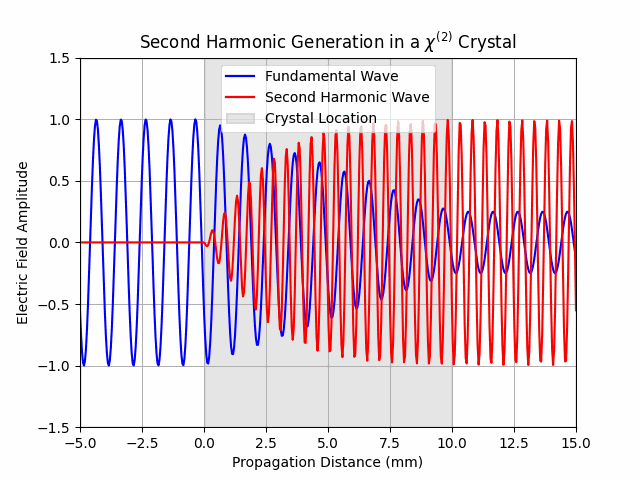 Second Harmonic Generation in a χ⁽²⁾ Crystal
Fundamental Wave
Second Harmonic Wave
Crystal Location
Electric Field Amplitude
1.5
1.0
0.5
0.0
−0.5
−1.0
−1.5
−5.0 −2.5 0.0 2.5 5.0 7.5 10.0 12.5 15.0
Propagation Distance (mm)